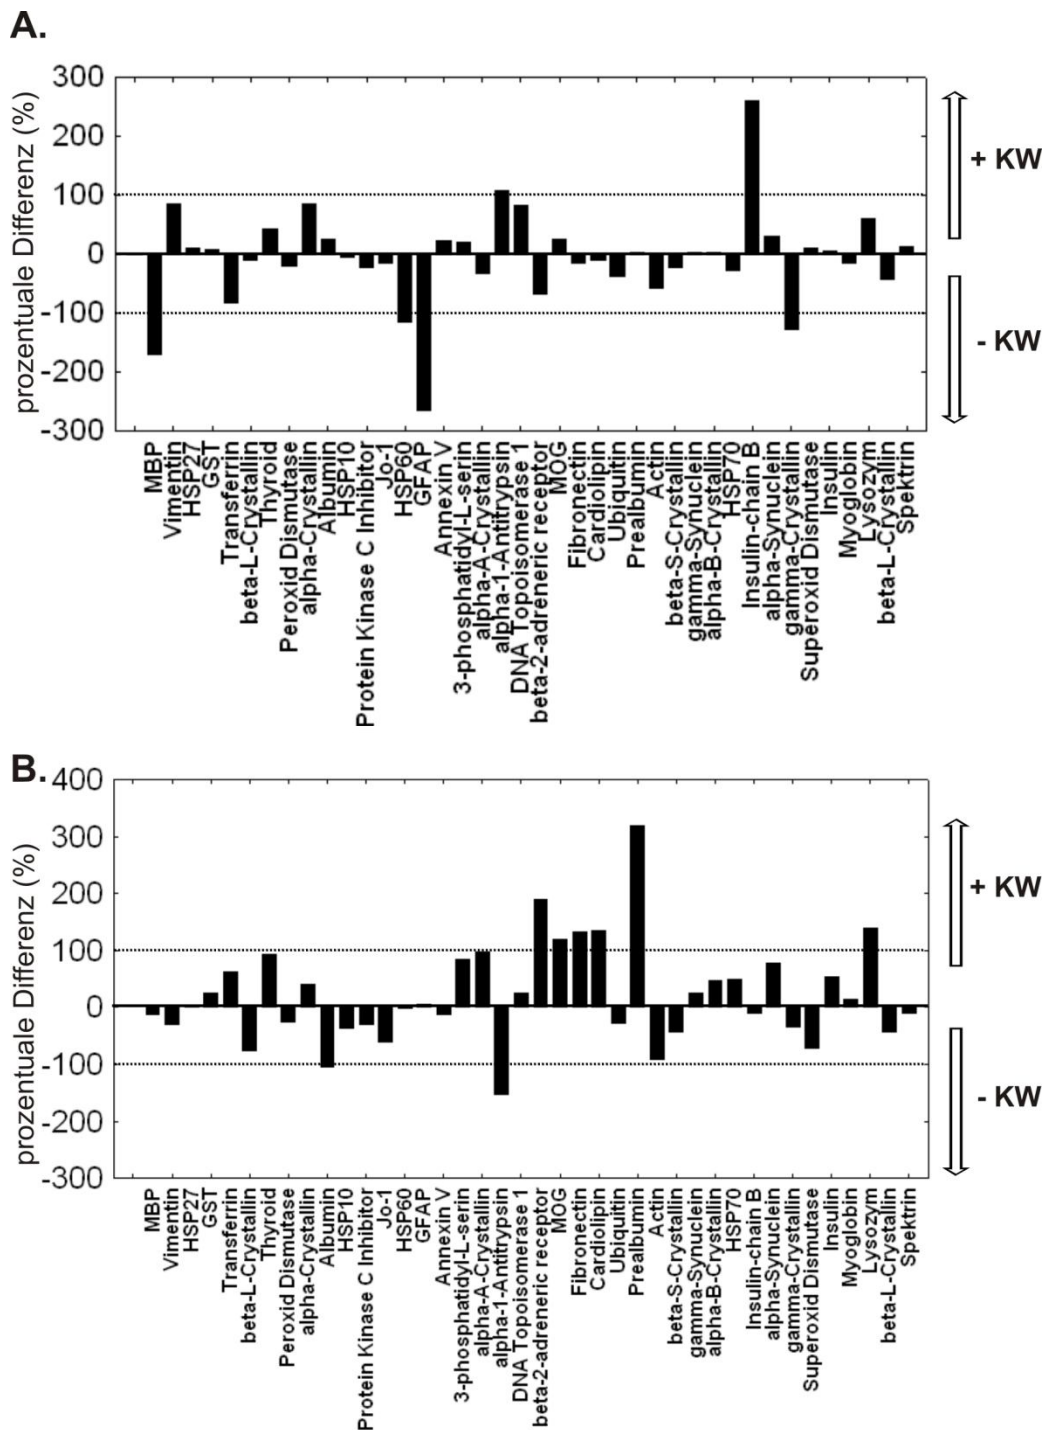 A.
prozentuale Differenz (%)
300
200
100
0
-100
-200
-300
+ KW
- KW
MBP
Vimentin
HSP27
GST
Transferrin
beta-L-Crystallin
Thyroid
Peroxid Dismutase
alpha-Crystallin
Albumin
HSP10
Protein Kinase C Inhibitor
Jo-1
HSP60
GFAP
Annexin V
3-phosphatidyl-L-serin
alpha-A-Crystallin
alpha-1-Antitrypsin
DNA Topoisomerase 1
beta-2-adreneric receptor
MOG
Fibronectin
Cardiolipin
Ubiquitin
Prealbumin
Actin
beta-S-Crystallin
gamma-Synuclein
alpha-B-Crystallin
HSP70
Insulin-chain B
alpha-Synuclein
gamma-Crystallin
Superoxid Dismutase
Insulin
Myoglobin
Lysozym
beta-L-Crystallin
Spektrin
B.
prozentuale Differenz (%)
400
300
200
100
0
-100
-200
-300
+ KW
- KW
MBP
Vimentin
HSP27
GST
Transferrin
beta-L-Crystallin
Thyroid
Peroxid Dismutase
alpha-Crystallin
Albumin
HSP10
Protein Kinase C Inhibitor
Jo-1
HSP60
GFAP
Annexin V
3-phosphatidyl-L-serin
alpha-A-Crystallin
alpha-1-Antitrypsin
DNA Topoisomerase 1
beta-2-adreneric receptor
MOG
Fibronectin
Cardiolipin
Ubiquitin
Prealbumin
Actin
beta-S-Crystallin
gamma-Synuclein
alpha-B-Crystallin
HSP70
Insulin-chain B
alpha-Synuclein
gamma-Crystallin
Superoxid Dismutase
Insulin
Myoglobin
Lysozym
beta-L-Crystallin
Spektrin